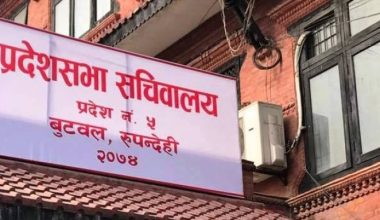 प्रदेशसभा सचिवालय
प्रदेश नं. ५
बुटवल, रुपन्देही
२०७४